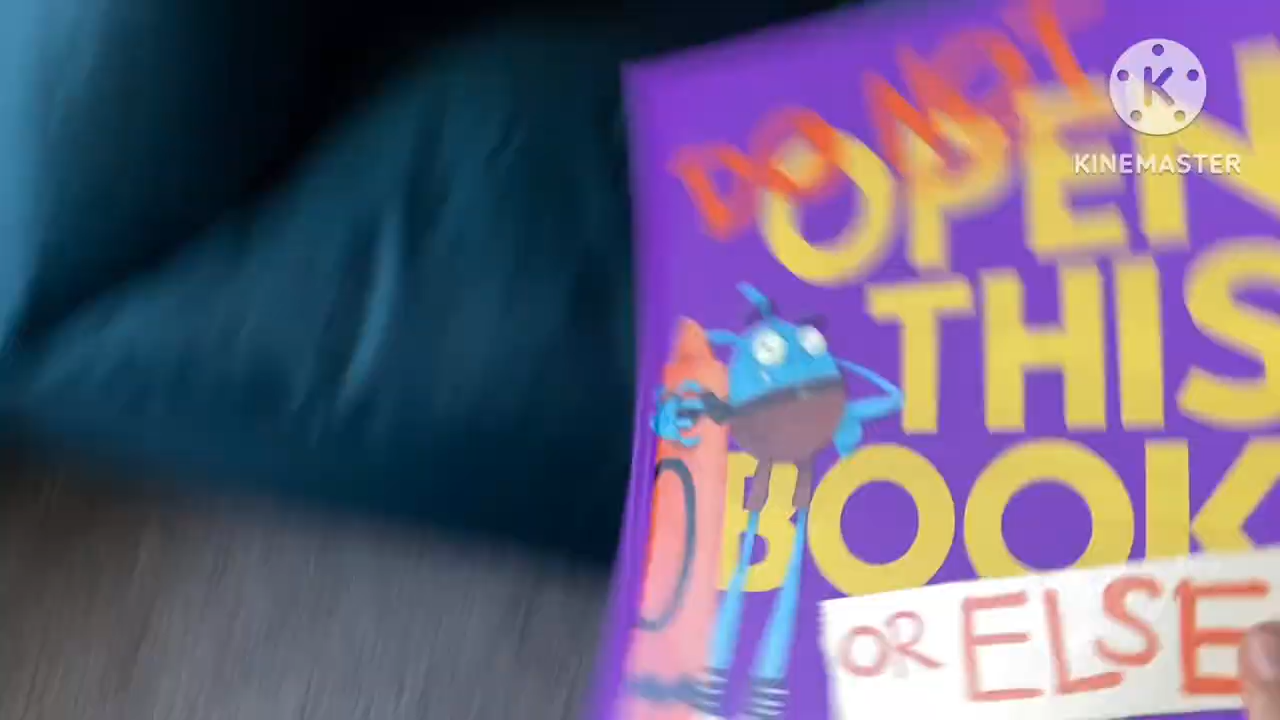 DO NOT
OPEN
THIS
BOOK
OR ELSE
K
KINEMASTER